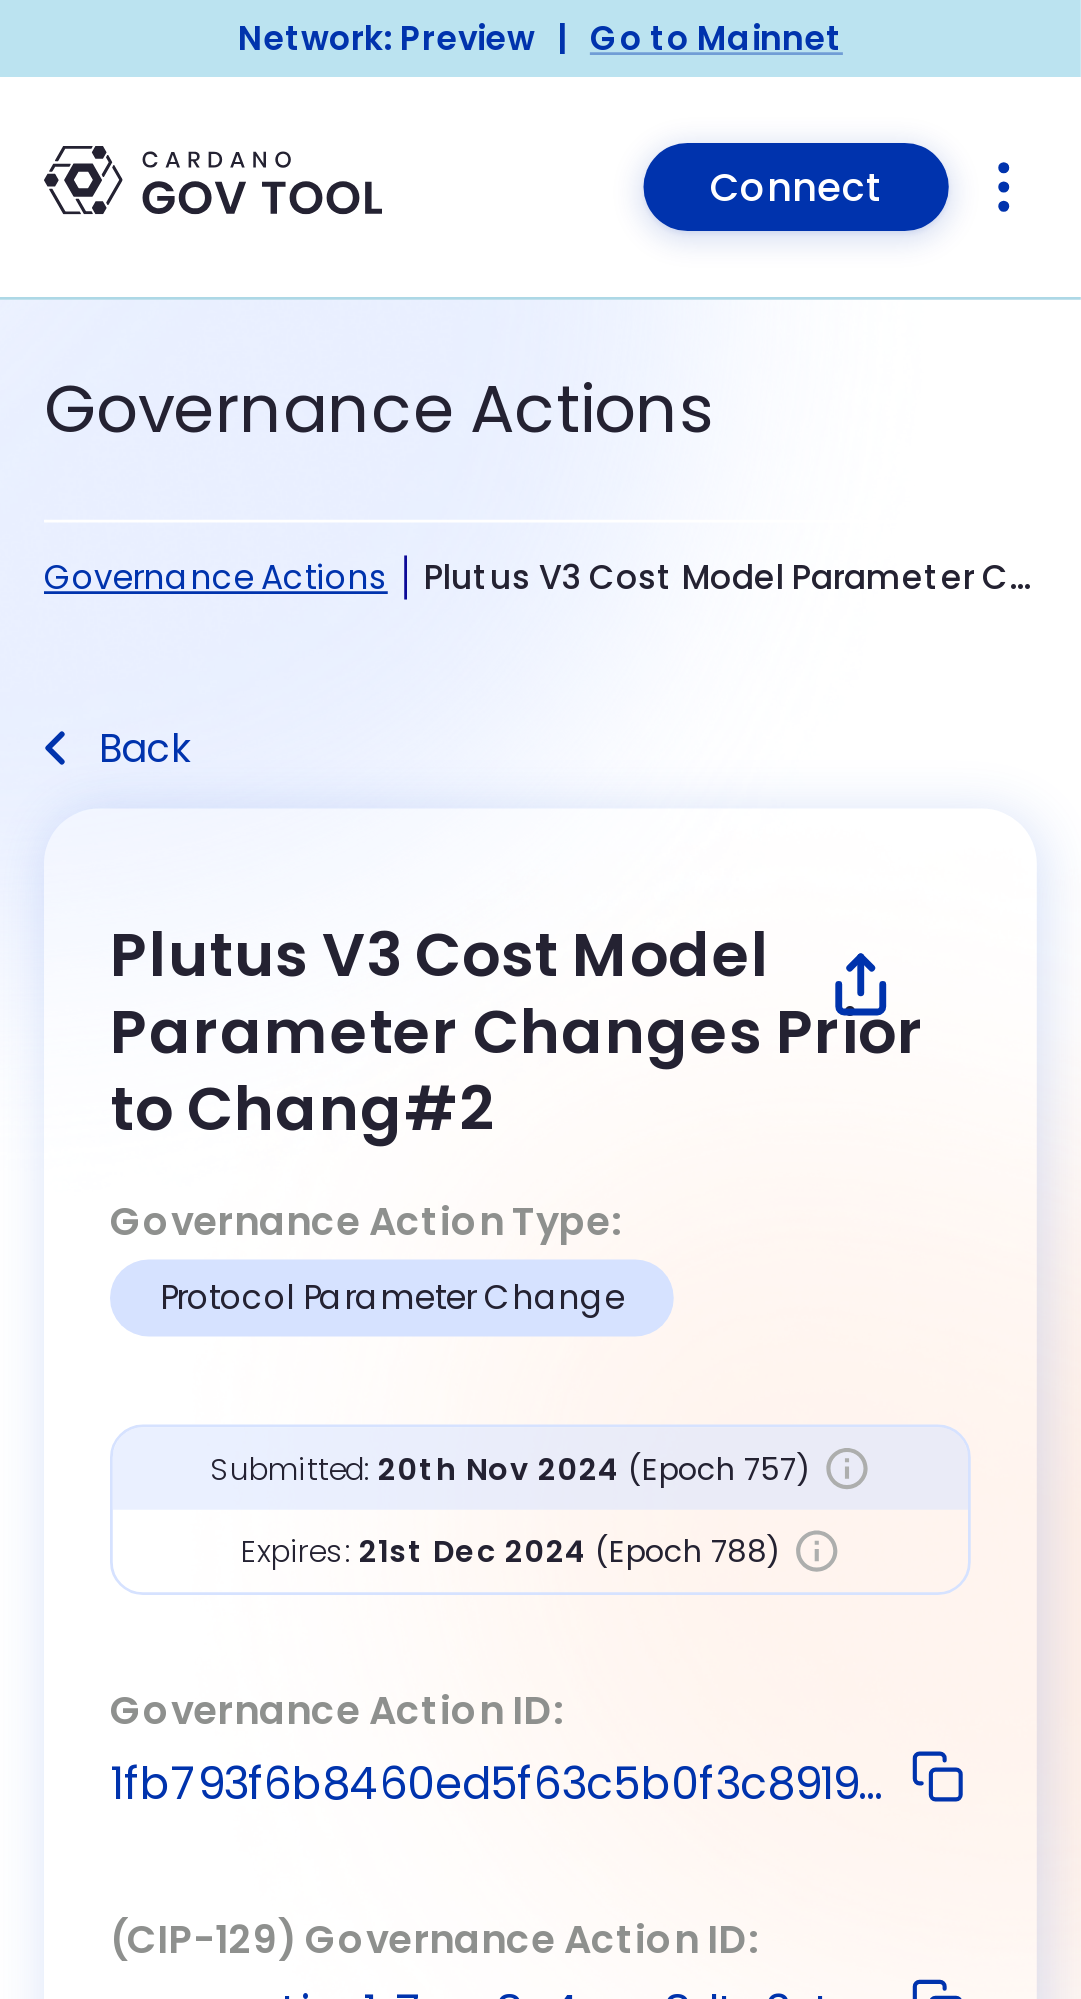 Network: Preview | Go to Mainnet
CARDANO
GOV TOOL
Connect
Governance Actions
Governance Actions | Plutus V3 Cost Model Parameter C...
Back
Plutus V3 Cost Model
Parameter Changes Prior
to Chang#2
Governance Action Type:
Protocol Parameter Change
Submitted: 20th Nov 2024 (Epoch 757)
Expires: 21st Dec 2024 (Epoch 788)
Governance Action ID:
1fb793f6b8460ed5f63c5b0f3c8919...
(CIP-129) Governance Action ID: